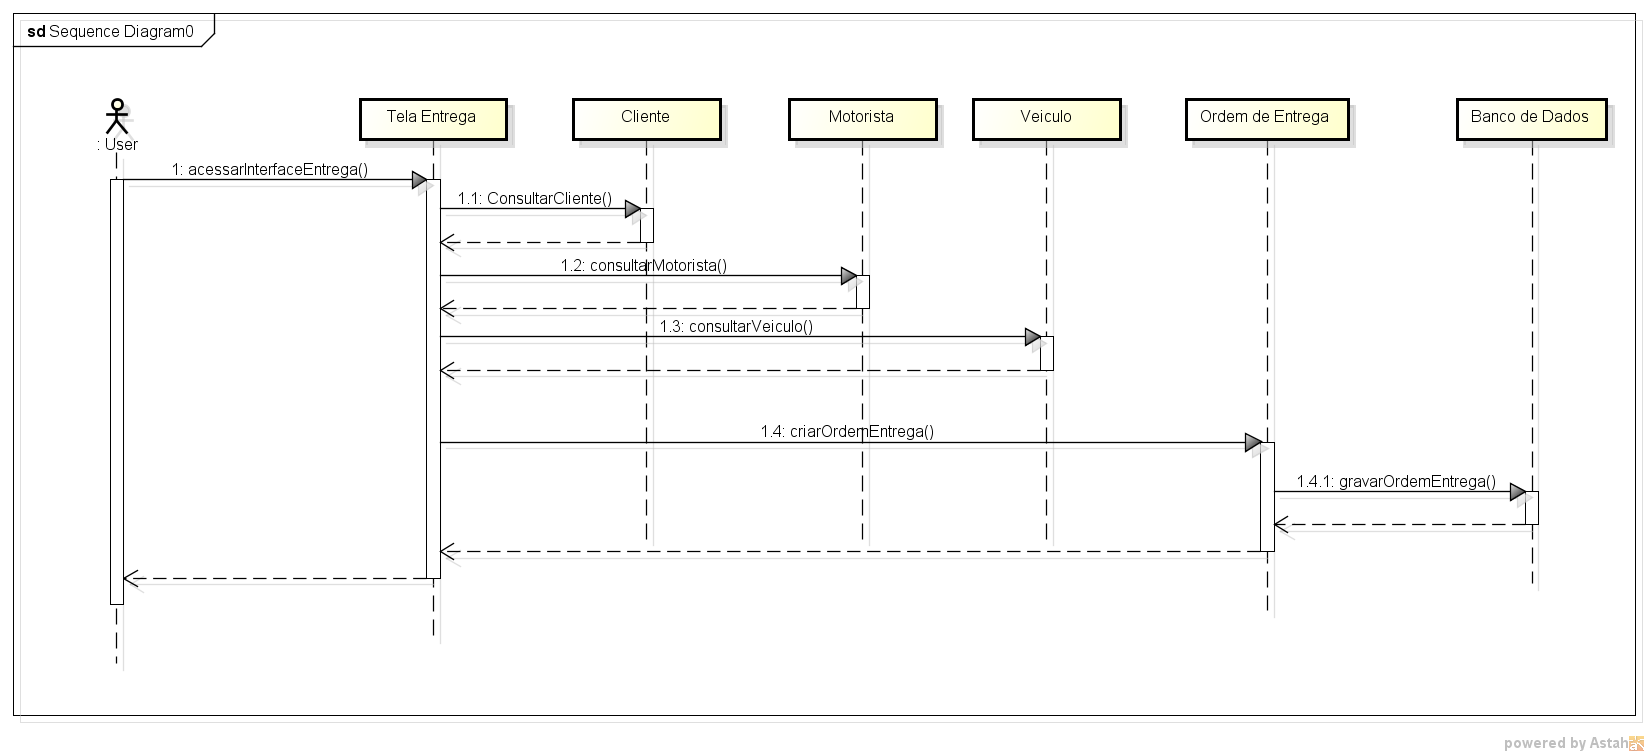 sd Sequence Diagram0
: User
Tela Entrega
Cliente
Motorista
Veiculo
Ordem de Entrega
Banco de Dados
1: acessarInterfaceEntrega()
1.1: ConsultarCliente()
1.2: consultarMotorista()
1.3: consultarVeiculo()
1.4: criarOrdemEntrega()
1.4.1: gravarOrdemEntrega()
powered by Astah